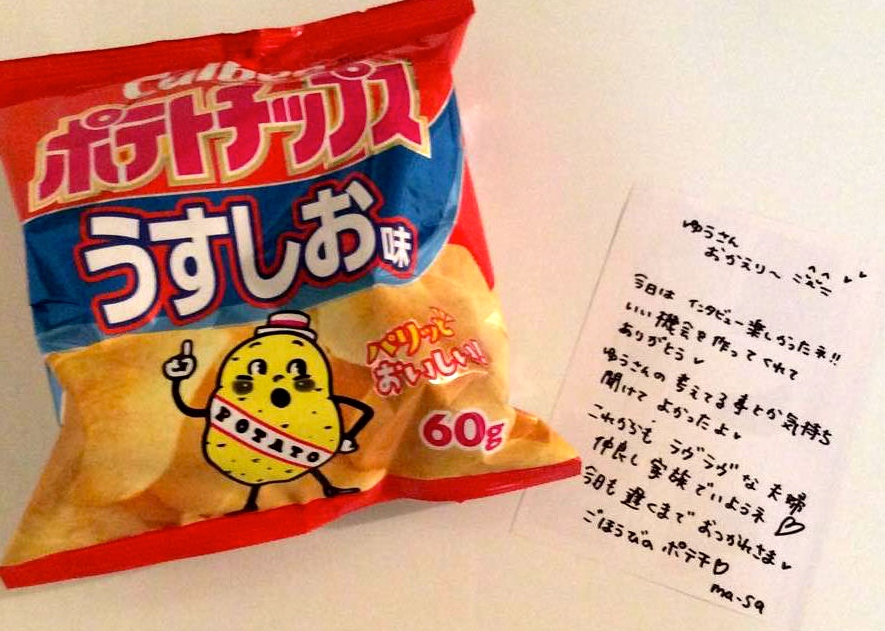 Calbee
ポテトチップス
うすしお味
パリッと
おいしい!!
POTATO
60g
ゆうさん
おかえり〜
今日は インタビュー楽しかったネ!!
いい機会を作ってくれて
ありがとう♥
ゆうさんの 考えてる事とか気持ち
聞けて よかったよ♥
これからも ラヴラヴな 夫婦
仲良し 家族でいようネ♡
今日も 遅くまで おつかれさま♥
ごほうびの ポテチ♡
ma-sa